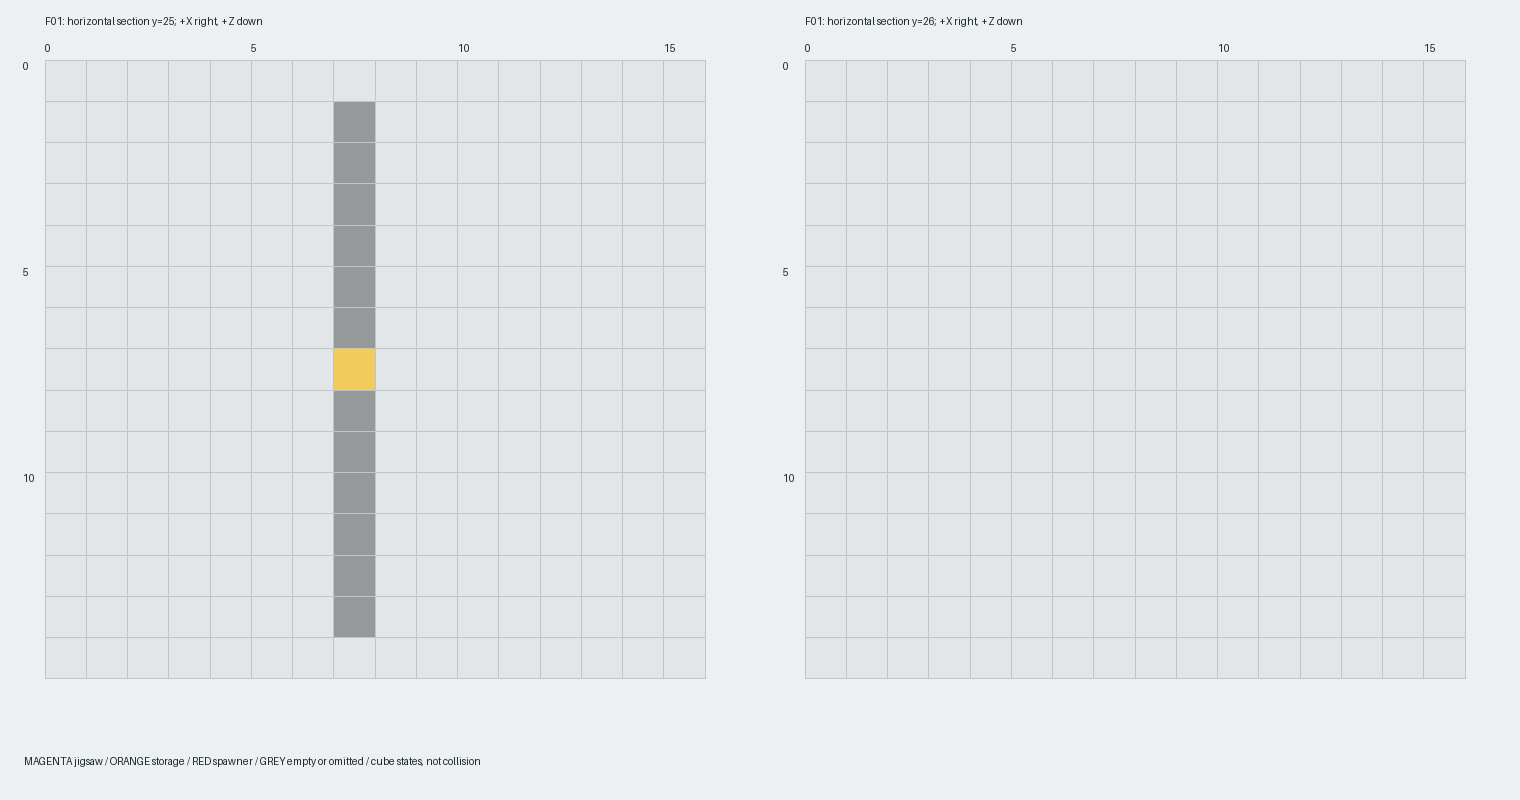 F01: horizontal section y=25; +X right, +Z down
0 5 10 15
0
5
10
F01: horizontal section y=26; +X right, +Z down
0 5 10 15
0
5
10
MAGENTA jigsaw / ORANGE storage / RED spawner / GREY empty or omitted / cube states, not collision